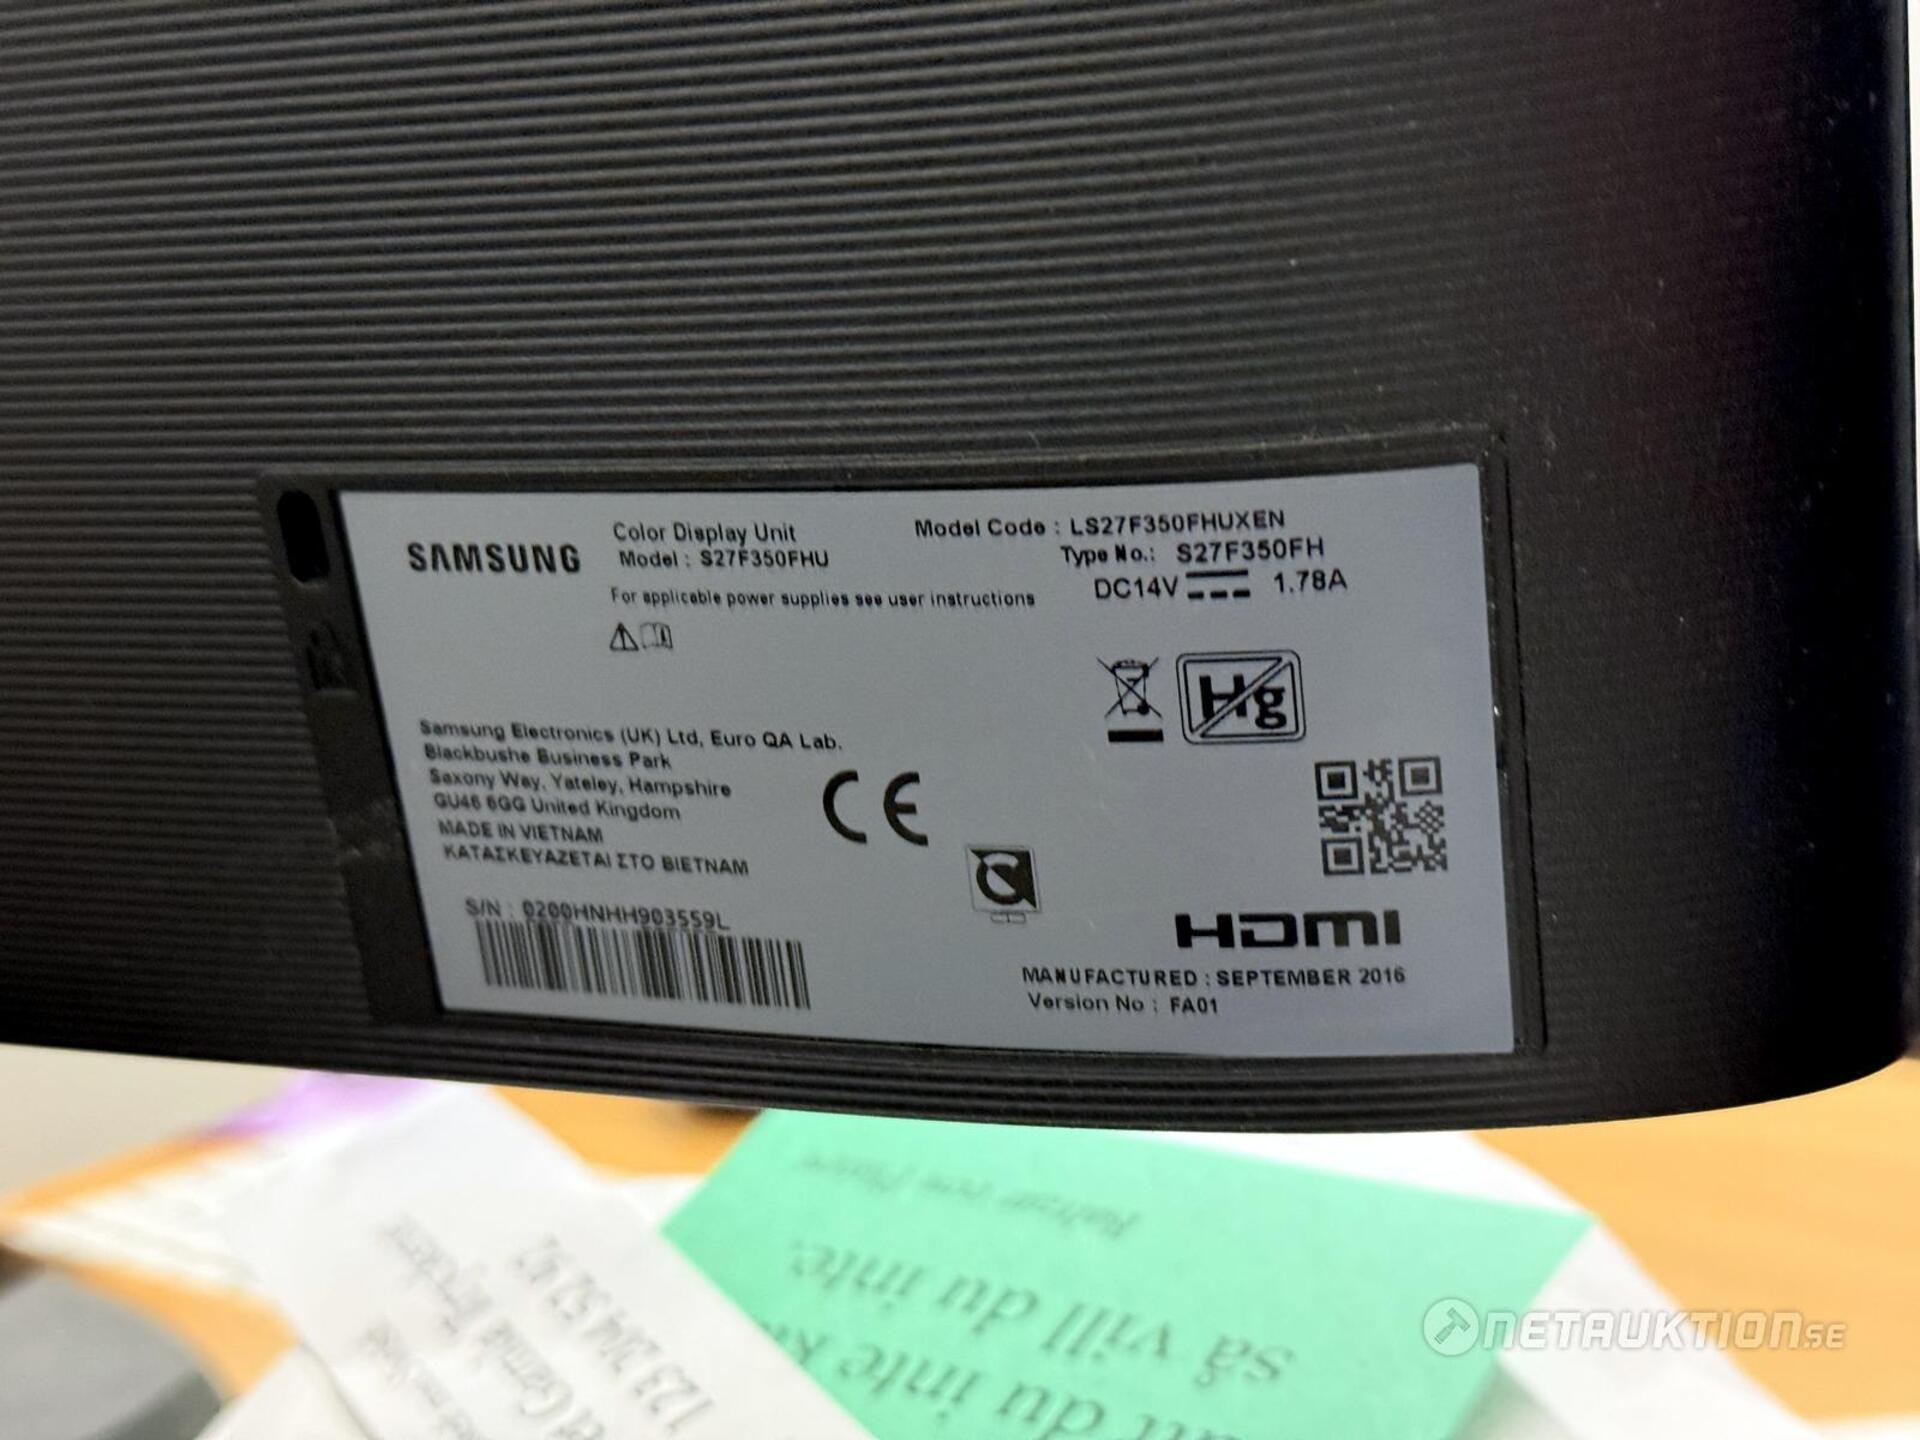 SAMSUNG
Color Display Unit
Model : S27F350FHU
For applicable power supplies see user instructions
Model Code : LS27F350FHUXEN
Type No.: S27F350FH
DC14V 1.78A
Hg
Samsung Electronics (UK) Ltd, Euro QA Lab.
Blackbushe Business Park
Saxony Way, Yateley, Hampshire
GU46 6GG United Kingdom
MADE IN VIETNAM
ΚΑΤΑΣΚΕΥΑΖΕΤΑΙ ΣΤΟ ΒΙΕΤΝΑΜ
CE
S/N : 0200HNHH903559L
HDMI
MANUFACTURED : SEPTEMBER 2016
Version No : FA01
så vill du inte.
du inte
NETAUKTION.SE